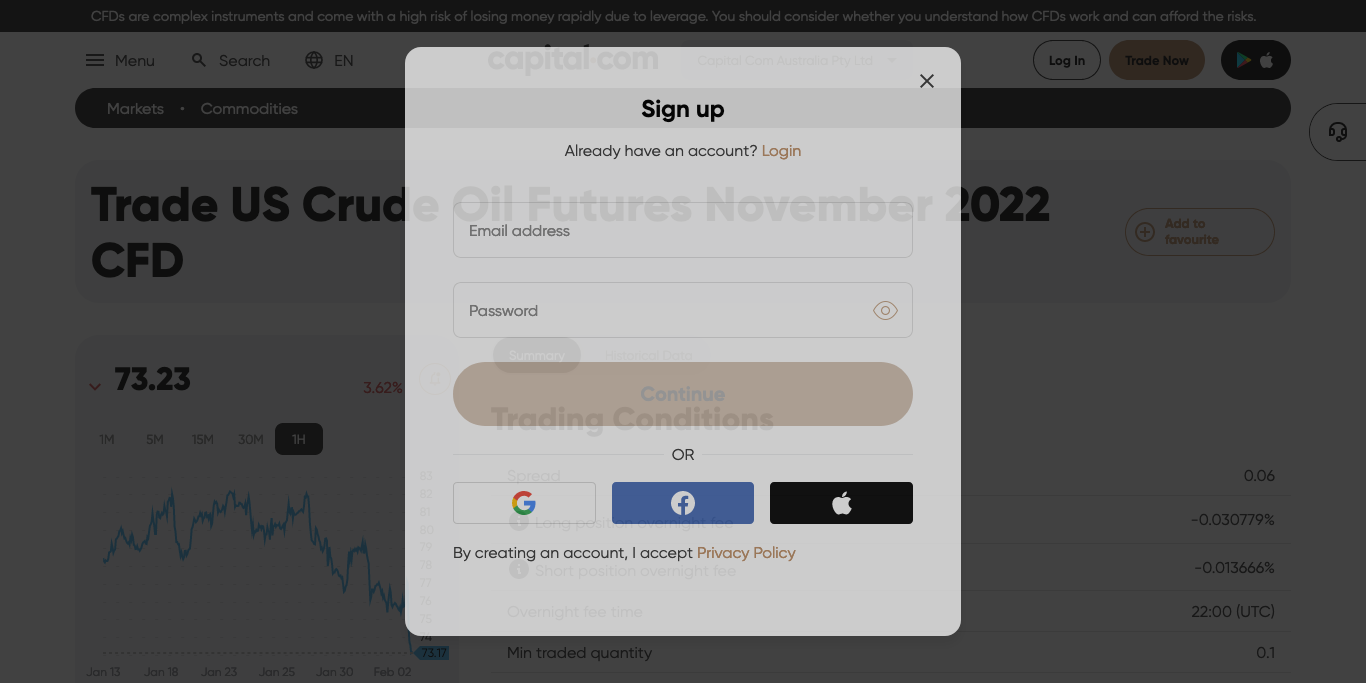 CFDs are complex instruments and come with a high risk of losing money rapidly due to leverage. You should consider whether you understand how CFDs work and can afford the risks.
Menu Search EN
capital.com
Capital Com Australia Pty Ltd
Log In
Trade Now
Markets • Commodities
Sign up
Already have an account? Login
Trade US Crude Oil Futures November 2022
CFD
Add to
favourite
Email address
Password
Summary
Historical Data
73.23
3.62%
Continue
Trading Conditions
1M 5M 15M 30M 1H
OR
83
82
81
80
79
78
77
76
75
74
73.17
Jan 13 Jan 18 Jan 23 Jan 25 Jan 30 Feb 02
Spread 0.06
Long position overnight fee -0.030779%
By creating an account, I accept Privacy Policy
Short position overnight fee -0.013666%
Overnight fee time 22:00 (UTC)
Min traded quantity 0.1